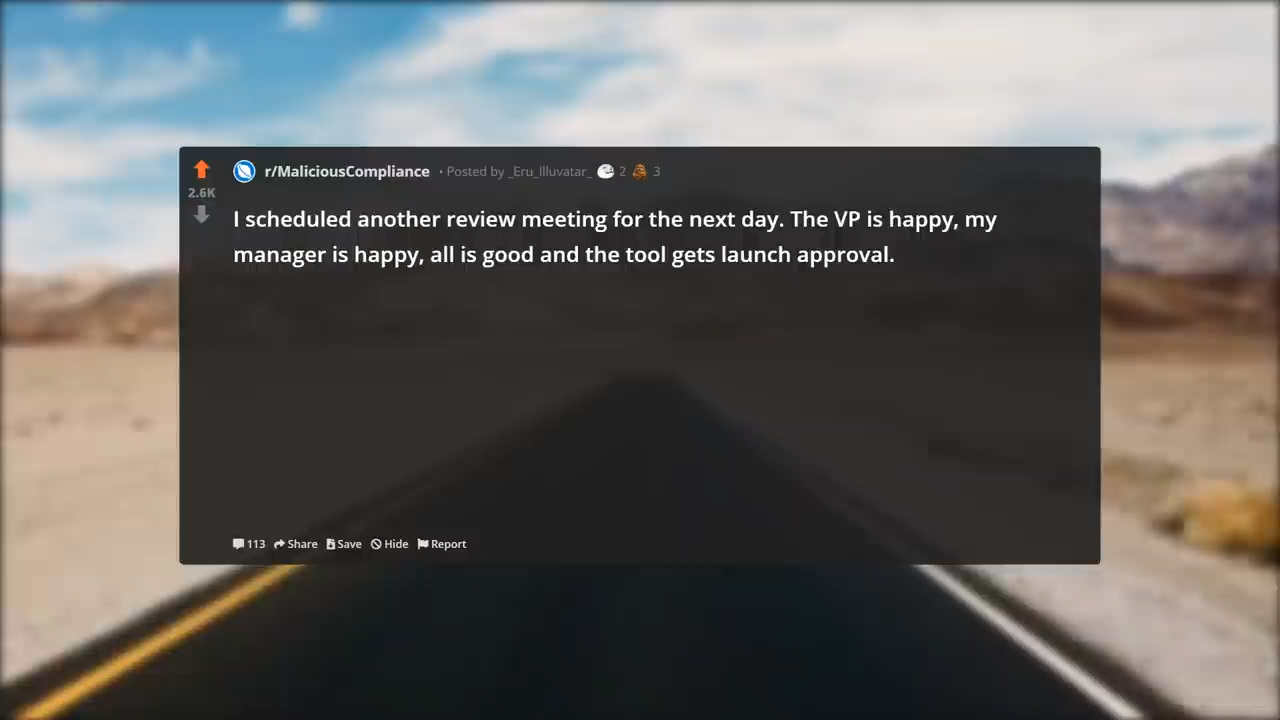 r/MaliciousCompliance • Posted by _Eru_Illuvatar_ 2 3
2.6K
I scheduled another review meeting for the next day. The VP is happy, my
manager is happy, all is good and the tool gets launch approval.
113 Share Save Hide Report